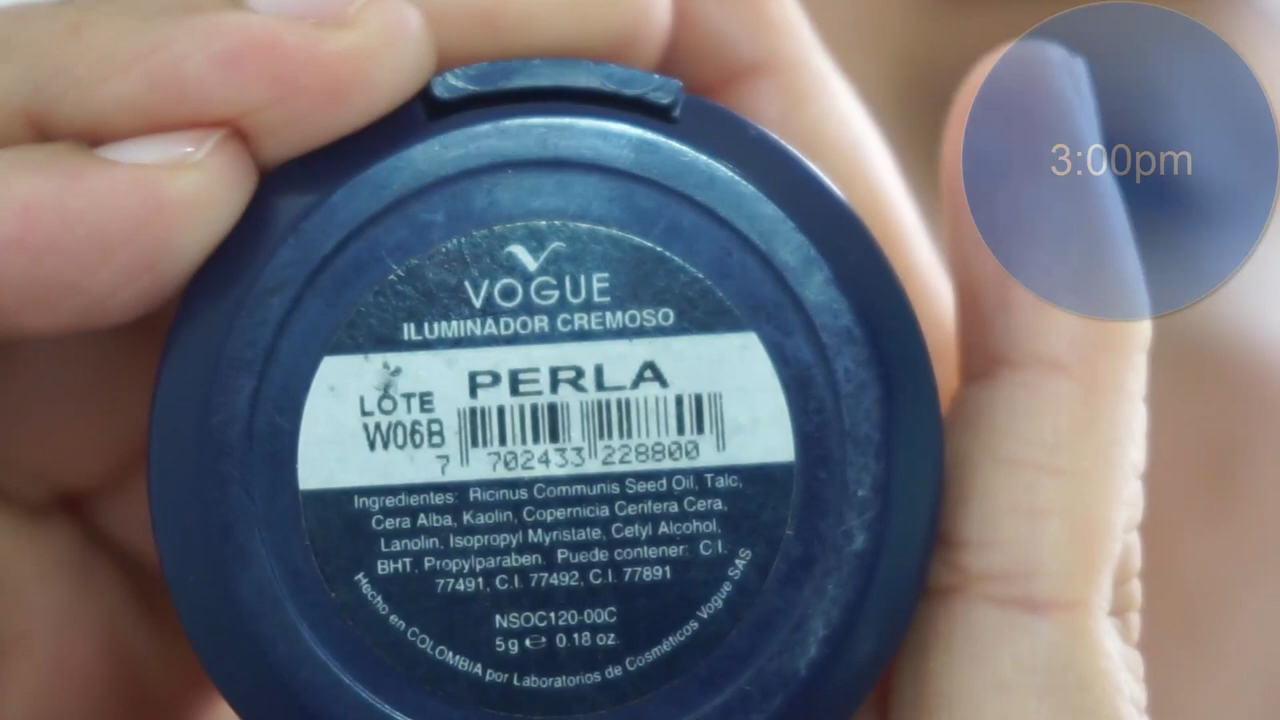 3:00pm
VOGUE
ILUMINADOR CREMOSO
PERLA
LOTE
W06B
7 702433 228800
Ingredientes: Ricinus Communis Seed Oil, Talc,
Cera Alba, Kaolin, Copernicia Cerifera Cera,
Lanolin, Isopropyl Myristate, Cetyl Alcohol,
BHT, Propylparaben. Puede contener: C.I.
77491, C.I. 77492, C.I. 77891
NSOC120-00C
5g ℮ 0.18 oz.
Hecho en COLOMBIA por Laboratorios de Cosméticos Vogue SAS